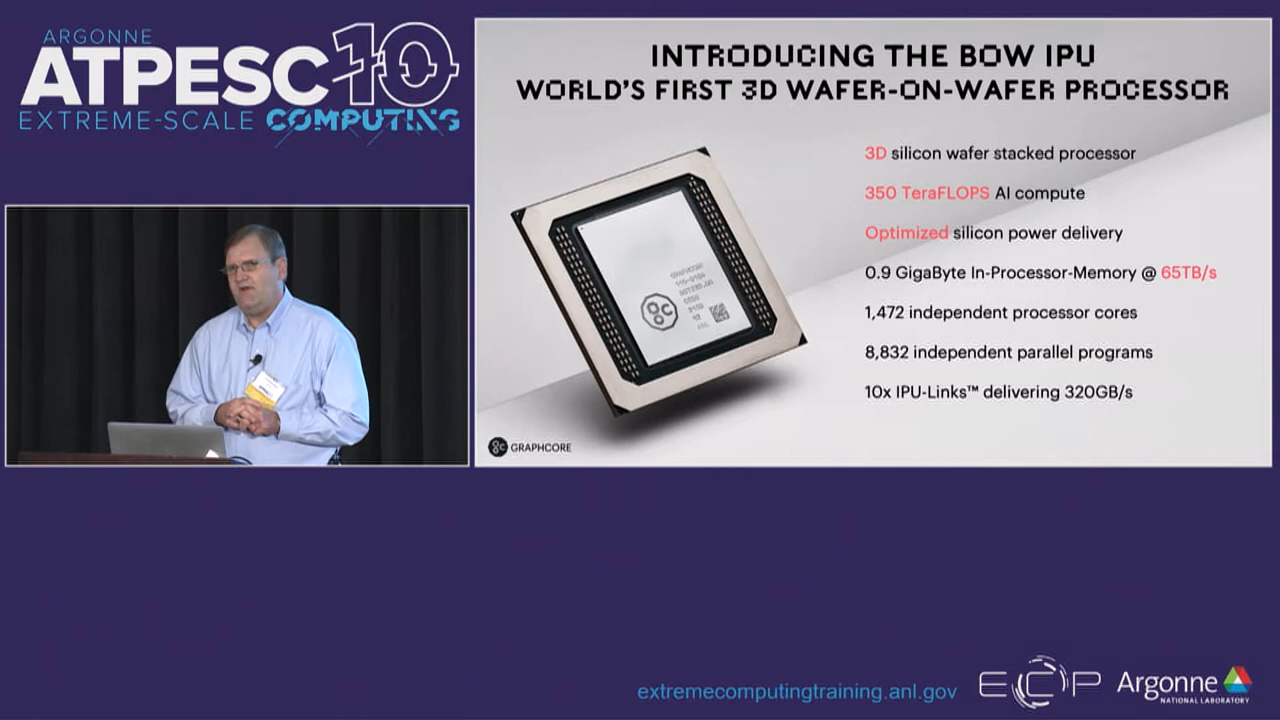 ARGONNE
ATPESC10
EXTREME-SCALE COMPUTING
INTRODUCING THE BOW IPU
WORLD'S FIRST 3D WAFER-ON-WAFER PROCESSOR
3D silicon wafer stacked processor
350 TeraFLOPS AI compute
Optimized silicon power delivery
0.9 GigaByte In-Processor-Memory @ 65TB/s
1,472 independent processor cores
8,832 independent parallel programs
10x IPU-Links™ delivering 320GB/s
GRAPHCORE
GRAPHCORE
extremecomputingtraining.anl.gov
ECP
Argonne
NATIONAL LABORATORY